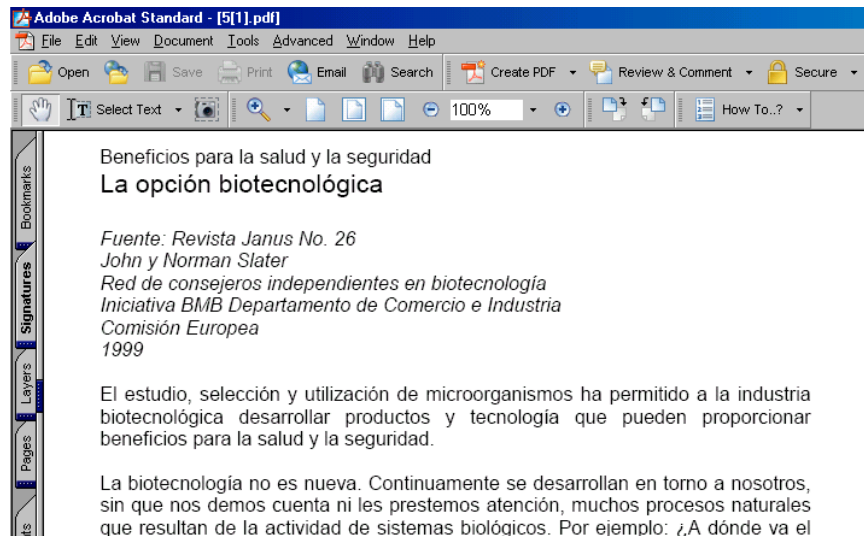 Adobe Acrobat Standard - [5[1].pdf]
File Edit View Document Tools Advanced Window Help
Open Save Print Email Search Create PDF Review & Comment Secure
Select Text 100% How To..?
Bookmarks
Signatures
Layers
Pages
Beneficios para la salud y la seguridad
La opción biotecnológica
Fuente: Revista Janus No. 26
John y Norman Slater
Red de consejeros independientes en biotecnología
Iniciativa BMB Departamento de Comercio e Industria
Comisión Europea
1999
El estudio, selección y utilización de microorganismos ha permitido a la industria
biotecnológica desarrollar productos y tecnología que pueden proporcionar
beneficios para la salud y la seguridad.
La biotecnología no es nueva. Continuamente se desarrollan en torno a nosotros,
sin que nos demos cuenta ni les prestemos atención, muchos procesos naturales
que resultan de la actividad de sistemas biológicos. Por ejemplo: ¿A dónde va el